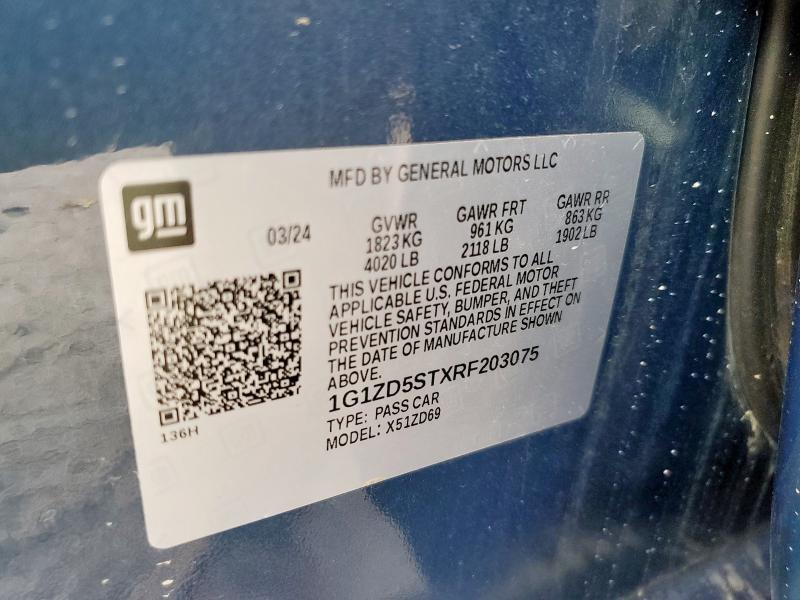 MFD BY GENERAL MOTORS LLC
gm
03/24
GVWR GAWR FRT GAWR RR
1823 KG 961 KG 863 KG
4020 LB 2118 LB 1902 LB
THIS VEHICLE CONFORMS TO ALL
APPLICABLE U.S. FEDERAL MOTOR
VEHICLE SAFETY, BUMPER, AND THEFT
PREVENTION STANDARDS IN EFFECT ON
THE DATE OF MANUFACTURE SHOWN
ABOVE.
1G1ZD5STXRF203075
TYPE: PASS CAR
MODEL: X51ZD69
136H